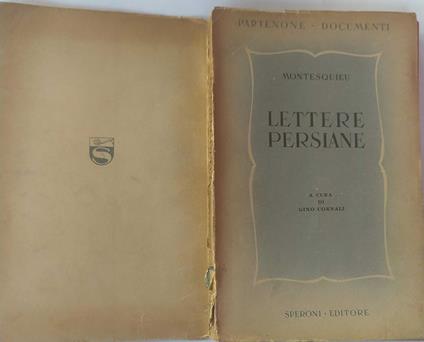 PARTENONE - DOCUMENTI
MONTESQUIEU
LETTERE
PERSIANE
A CURA
DI
GINO CORNALI
SPERONI - EDITORE
S